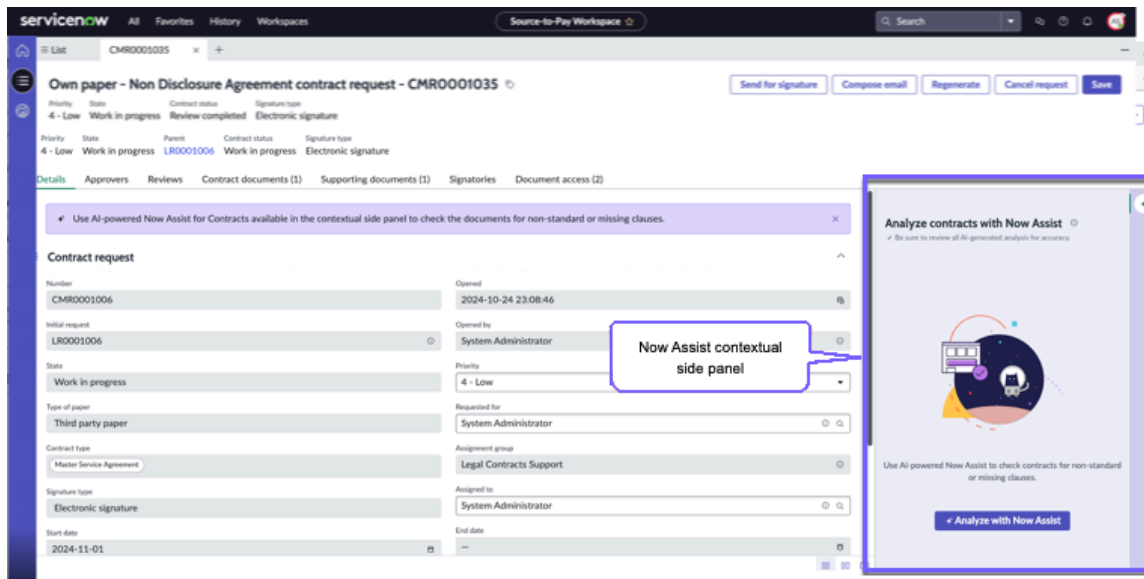 servicenow All Favorites History Workspaces Source-to-Pay Workspace Search
List CMR0001035 × +
Own paper - Non Disclosure Agreement contract request - CMR0001035 Send for signature Compose email Regenerate Cancel request Save
Priority State Contract status Signature type
4 - Low Work in progress Review completed Electronic signature
Priority State Parent Contract status Signature type
4 - Low Work in progress LR0001006 Work in progress Electronic signature
Details Approvers Reviews Contract documents (1) Supporting documents (1) Signatories Document access (2)
Use AI-powered Now Assist for Contracts available in the contextual side panel to check the documents for non-standard or missing clauses. ×
Contract request
Number
CMR0001006
Initial request
LR0001006
State
Work in progress
Type of paper
Third party paper
Contract type
Master Service Agreement
Signature type
Electronic signature
Start date
2024-11-01
Opened
2024-10-24 23:08:46
Opened by
System Administrator
Priority
4 - Low
Requested for
System Administrator
Assignment group
Legal Contracts Support
Assigned to
System Administrator
End date
—
Now Assist contextual
side panel
Analyze contracts with Now Assist
Be sure to review all AI-generated analysis for accuracy.
Use AI-powered Now Assist to check contracts for non-standard
or missing clauses.
Analyze with Now Assist